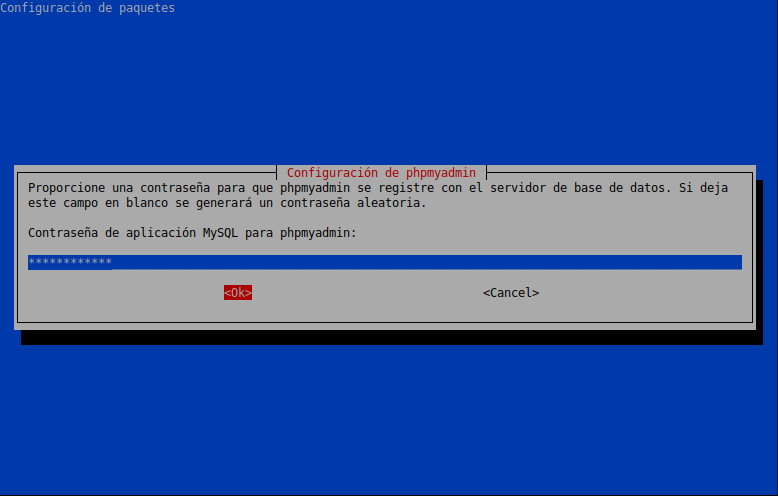 Configuración de paquetes
Configuración de phpmyadmin
Proporcione una contraseña para que phpmyadmin se registre con el servidor de base de datos. Si deja
este campo en blanco se generará un contraseña aleatoria.
Contraseña de aplicación MySQL para phpmyadmin:
************
<Ok> <Cancel>